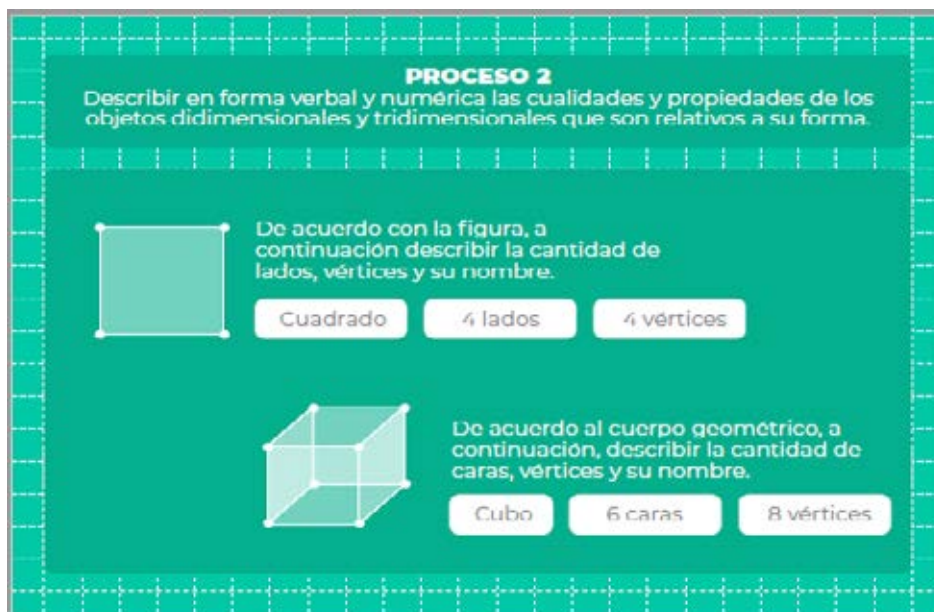 PROCESO 2
Describir en forma verbal y numérica las cualidades y propiedades de los
objetos didimensionales y tridimensionales que son relativos a su forma.
De acuerdo con la figura, a
continuación describir la cantidad de
lados, vértices y su nombre.
Cuadrado 4 lados 4 vértices
De acuerdo al cuerpo geométrico, a
continuación, describir la cantidad de
caras, vértices y su nombre.
Cubo 6 caras 8 vértices